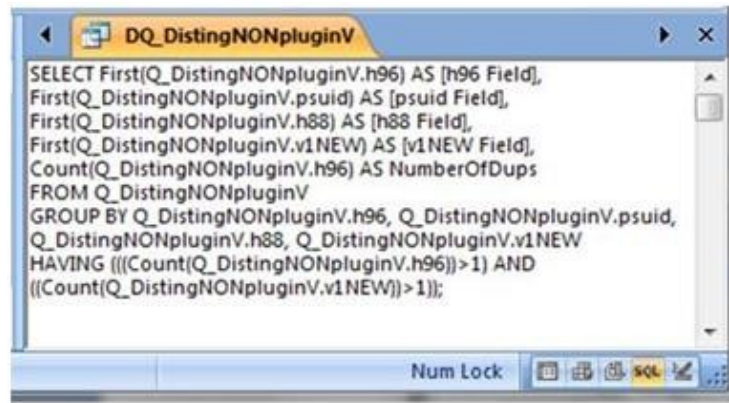 DQ_DistingNONpluginV
SELECT First(Q_DistingNONpluginV.h96) AS [h96 Field],
First(Q_DistingNONpluginV.psuid) AS [psuid Field],
First(Q_DistingNONpluginV.h88) AS [h88 Field],
First(Q_DistingNONpluginV.v1NEW) AS [v1NEW Field],
Count(Q_DistingNONpluginV.h96) AS NumberOfDups
FROM Q_DistingNONpluginV
GROUP BY Q_DistingNONpluginV.h96, Q_DistingNONpluginV.psuid,
Q_DistingNONpluginV.h88, Q_DistingNONpluginV.v1NEW
HAVING (((Count(Q_DistingNONpluginV.h96))>1) AND
((Count(Q_DistingNONpluginV.v1NEW))>1));
Num Lock SQL